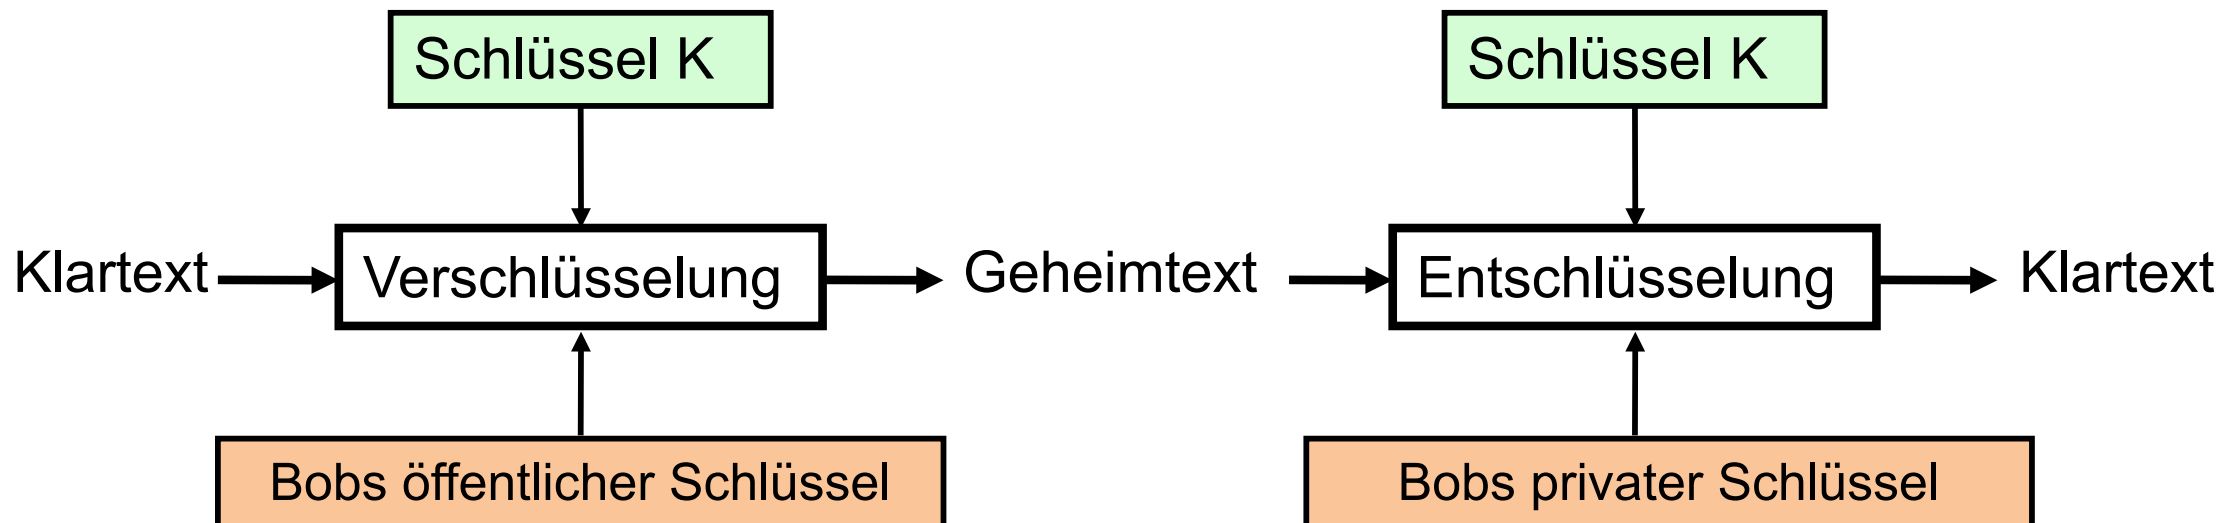 Schlüssel K
Schlüssel K
Klartext
Verschlüsselung
Geheimtext
Entschlüsselung
Klartext
Bobs öffentlicher Schlüssel
Bobs privater Schlüssel